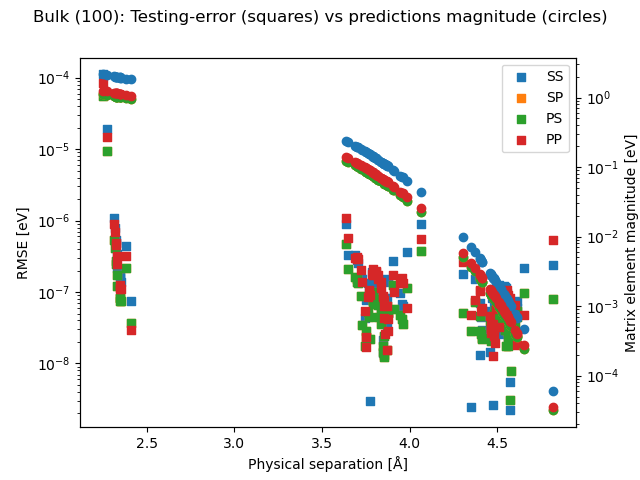 Bulk (100): Testing-error (squares) vs predictions magnitude (circles)
SS
SP
PS
PP
10⁻⁴
10⁻⁵
10⁻⁶
10⁻⁷
10⁻⁸
RMSE [eV]
10⁰
10⁻¹
10⁻²
10⁻³
10⁻⁴
Matrix element magnitude [eV]
2.5 3.0 3.5 4.0 4.5
Physical separation [Å]